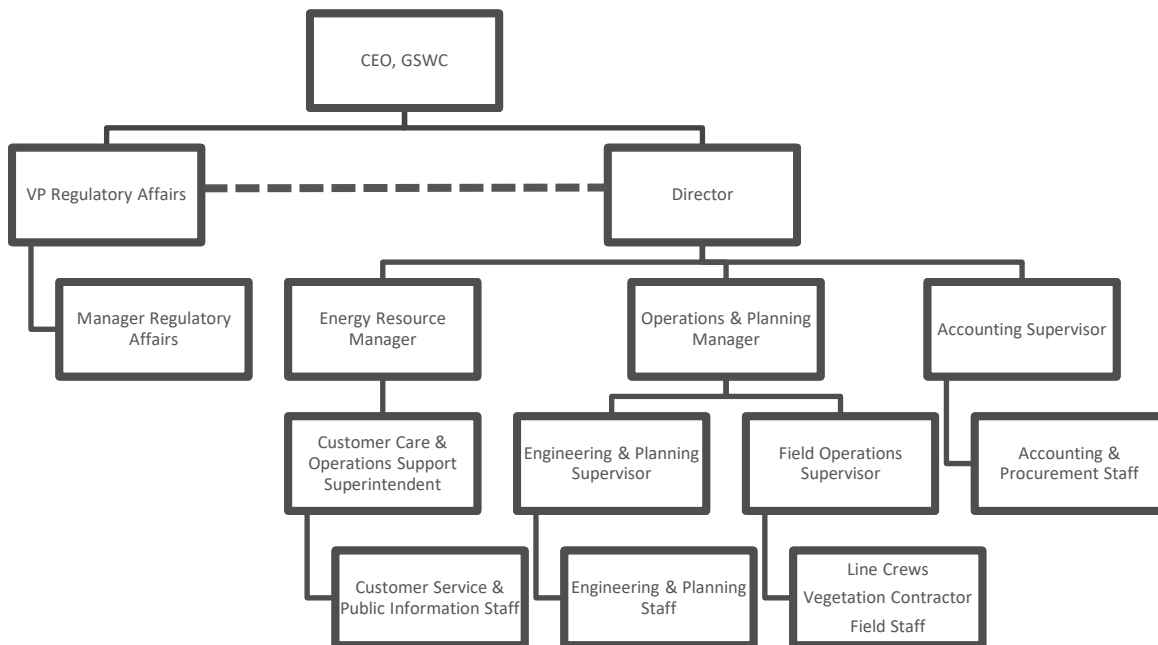 CEO, GSWC
VP Regulatory Affairs
Director
Manager Regulatory
Affairs
Energy Resource
Manager
Operations & Planning
Manager
Accounting Supervisor
Customer Care &
Operations Support
Superintendent
Engineering & Planning
Supervisor
Field Operations
Supervisor
Accounting &
Procurement Staff
Customer Service &
Public Information Staff
Engineering & Planning
Staff
Line Crews
Vegetation Contractor
Field Staff